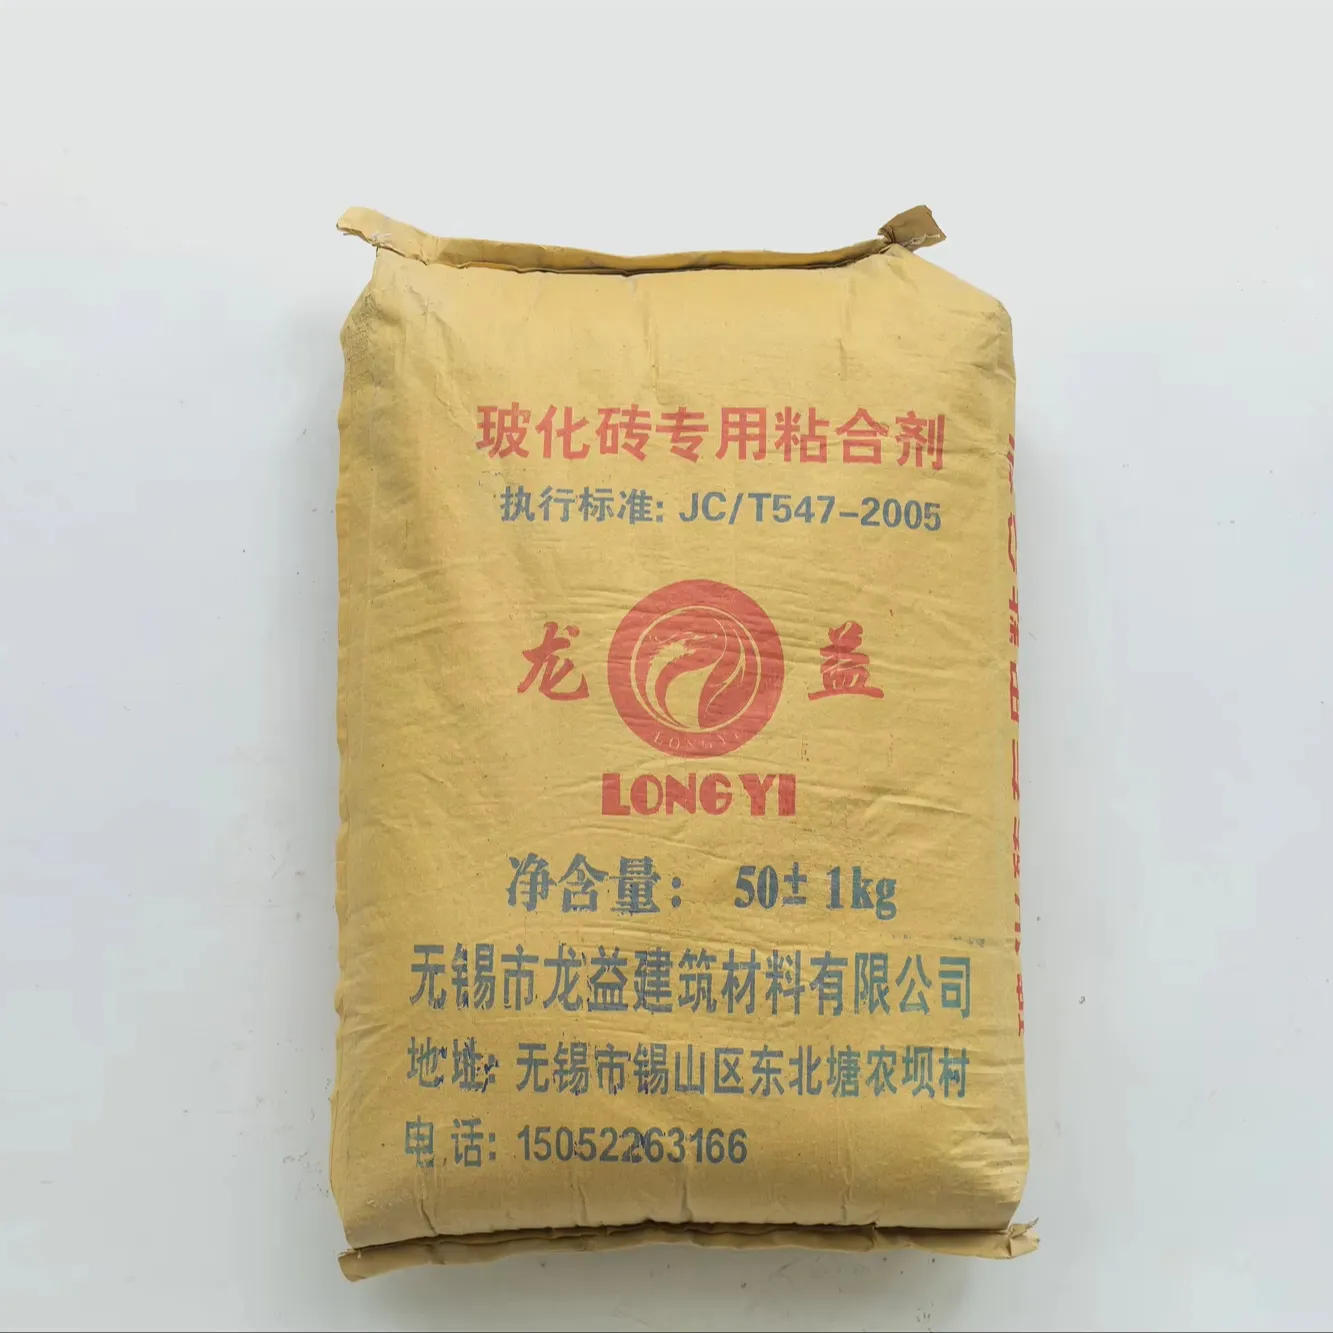 玻化砖专用粘合剂
执行标准: JC/T547-2005
龙 益
LONGYI
LONGYI
净含量: 50±1kg
无锡市龙益建筑材料有限公司
地址: 无锡市锡山区东北塘农坝村
电话: 15052263166